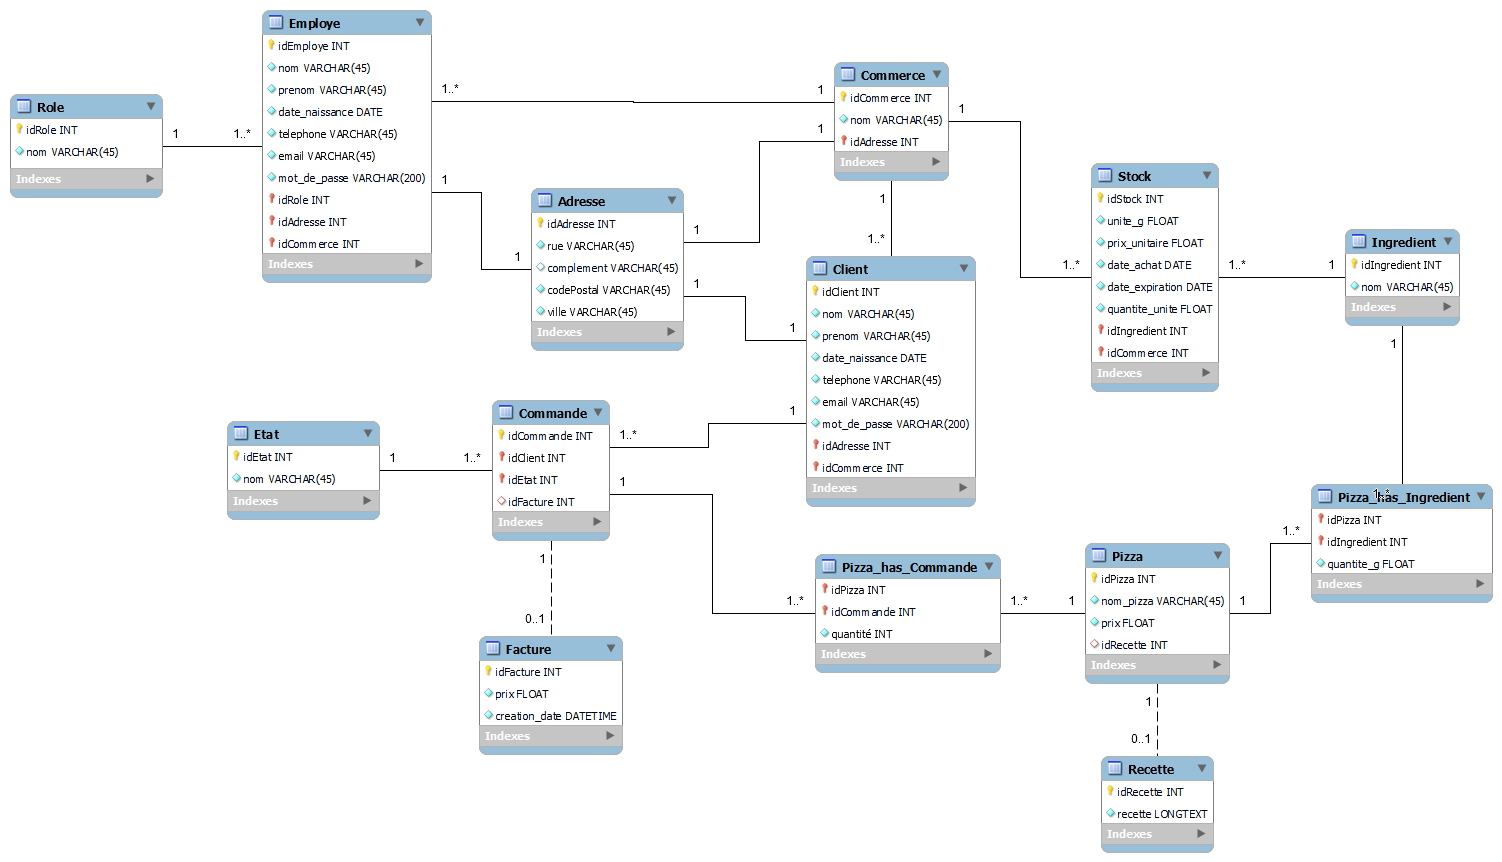 Role
idRole INT
nom VARCHAR(45)
Indexes
1
1..*
Employe
idEmploye INT
nom VARCHAR(45)
prenom VARCHAR(45)
date_naissance DATE
telephone VARCHAR(45)
email VARCHAR(45)
mot_de_passe VARCHAR(200)
idRole INT
idAdresse INT
idCommerce INT
Indexes
1..*
1
1
1
Adresse
idAdresse INT
rue VARCHAR(45)
complement VARCHAR(45)
codePostal VARCHAR(45)
ville VARCHAR(45)
Indexes
1
1
1
1
Commerce
idCommerce INT
nom VARCHAR(45)
idAdresse INT
Indexes
1
1..*
1
1..*
Client
idClient INT
nom VARCHAR(45)
prenom VARCHAR(45)
date_naissance DATE
telephone VARCHAR(45)
email VARCHAR(45)
mot_de_passe VARCHAR(200)
idAdresse INT
idCommerce INT
Indexes
Stock
idStock INT
unite_g FLOAT
prix_unitaire FLOAT
date_achat DATE
date_expiration DATE
quantite_unite FLOAT
idIngredient INT
idCommerce INT
Indexes
1..*
1
Ingredient
idIngredient INT
nom VARCHAR(45)
Indexes
1
1..*
Etat
idEtat INT
nom VARCHAR(45)
Indexes
1
1..*
Commande
idCommande INT
idClient INT
idEtat INT
idFacture INT
Indexes
1..*
1
1
1..*
1
0..1
Facture
idFacture INT
prix FLOAT
creation_date DATETIME
Indexes
Pizza_has_Commande
idPizza INT
idCommande INT
quantité INT
Indexes
1..*
1
Pizza
idPizza INT
nom_pizza VARCHAR(45)
prix FLOAT
idRecette INT
Indexes
1
1..*
Pizza_has_Ingredient
idPizza INT
idIngredient INT
quantite_g FLOAT
Indexes
1
0..1
Recette
idRecette INT
recette LONGTEXT
Indexes